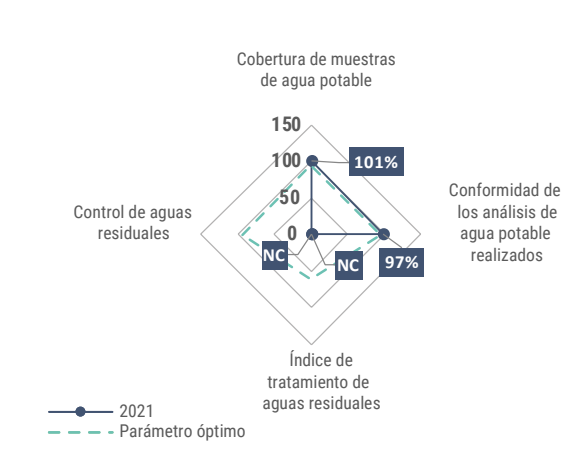 Cobertura de muestras
de agua potable
150
100
50
0
101%
Conformidad de
los análisis de
agua potable
realizados
97%
Control de aguas
residuales
NC
NC
Índice de
tratamiento de
aguas residuales
2021
Parámetro óptimo